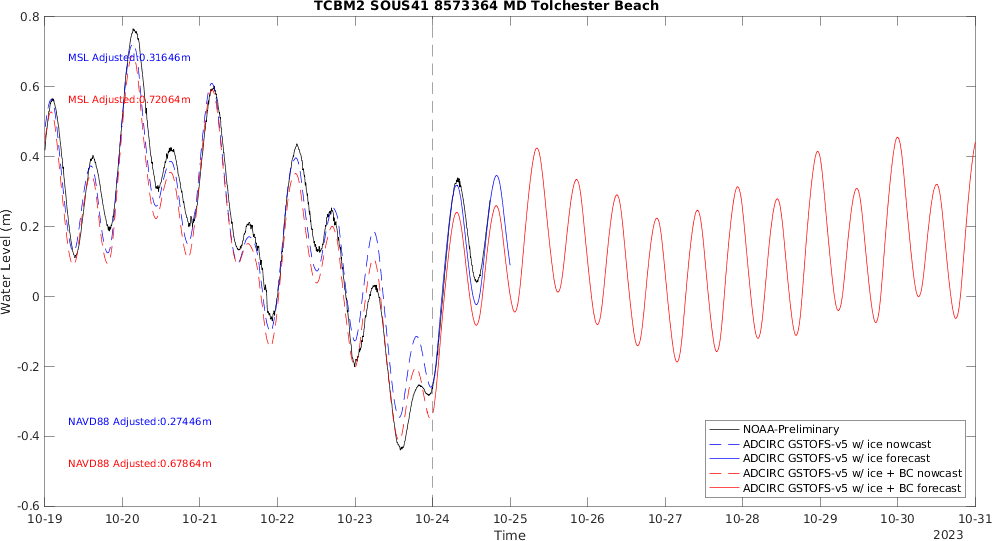 TCBM2 SOUS41 8573364 MD Tolchester Beach
0.8
0.6
0.4
0.2
0
-0.2
-0.4
-0.6
Water Level (m)
MSL Adjusted:0.31646m
MSL Adjusted:0.72064m
NAVD88 Adjusted:0.27446m
NAVD88 Adjusted:0.67864m
NOAA-Preliminary
ADCIRC GSTOFS-v5 w/ ice nowcast
ADCIRC GSTOFS-v5 w/ ice forecast
ADCIRC GSTOFS-v5 w/ ice + BC nowcast
ADCIRC GSTOFS-v5 w/ ice + BC forecast
10-19 10-20 10-21 10-22 10-23 10-24 10-25 10-26 10-27 10-28 10-29 10-30 10-31
Time
2023